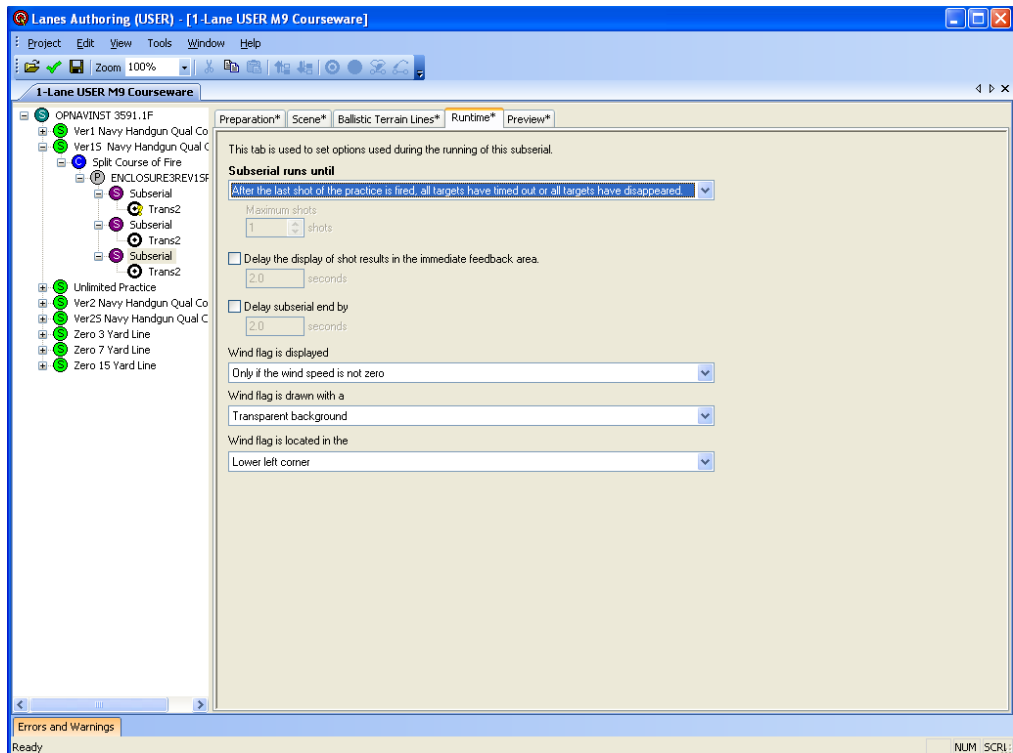 Lanes Authoring (USER) - [1-Lane USER M9 Courseware]
Project Edit View Tools Window Help
Zoom 100%
1-Lane USER M9 Courseware
OPNAVINST 3591.1F
Ver1 Navy Handgun Qual Co
Ver1S Navy Handgun Qual C
Split Course of Fire
ENCLOSURE3REV1SF
Subserial
Trans2
Subserial
Trans2
Subserial
Trans2
Unlimited Practice
Ver2 Navy Handgun Qual Co
Ver2S Navy Handgun Qual C
Zero 3 Yard Line
Zero 7 Yard Line
Zero 15 Yard Line
Preparation* Scene* Ballistic Terrain Lines* Runtime* Preview*
This tab is used to set options used during the running of this subserial.
Subserial runs until
After the last shot of the practice is fired, all targets have timed out or all targets have disappeared.
Maximum shots
1 shots
Delay the display of shot results in the immediate feedback area.
2.0 seconds
Delay subserial end by
2.0 seconds
Wind flag is displayed
Only if the wind speed is not zero
Wind flag is drawn with a
Transparent background
Wind flag is located in the
Lower left corner
Errors and Warnings
Ready NUM SCRL